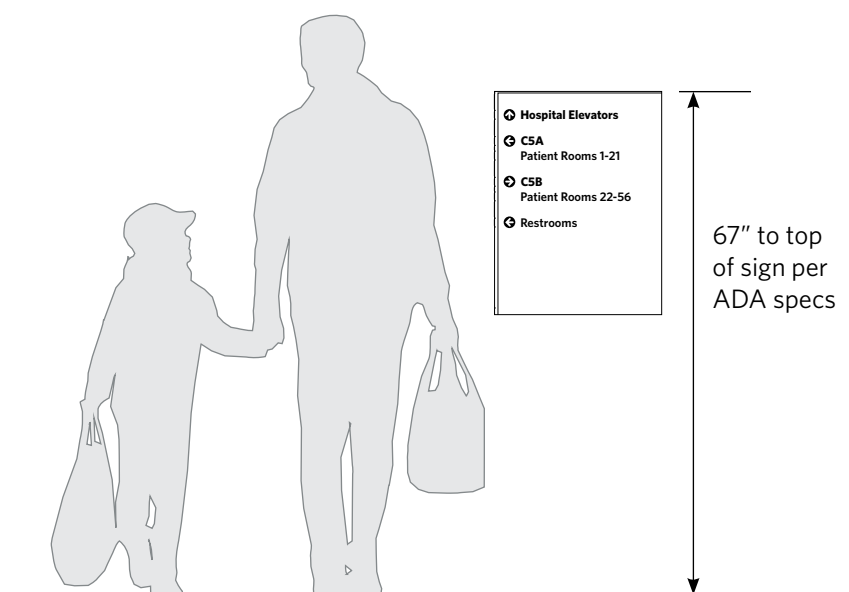 Hospital Elevators
C5A
Patient Rooms 1-21
C5B
Patient Rooms 22-56
Restrooms
67" to top
of sign per
ADA specs